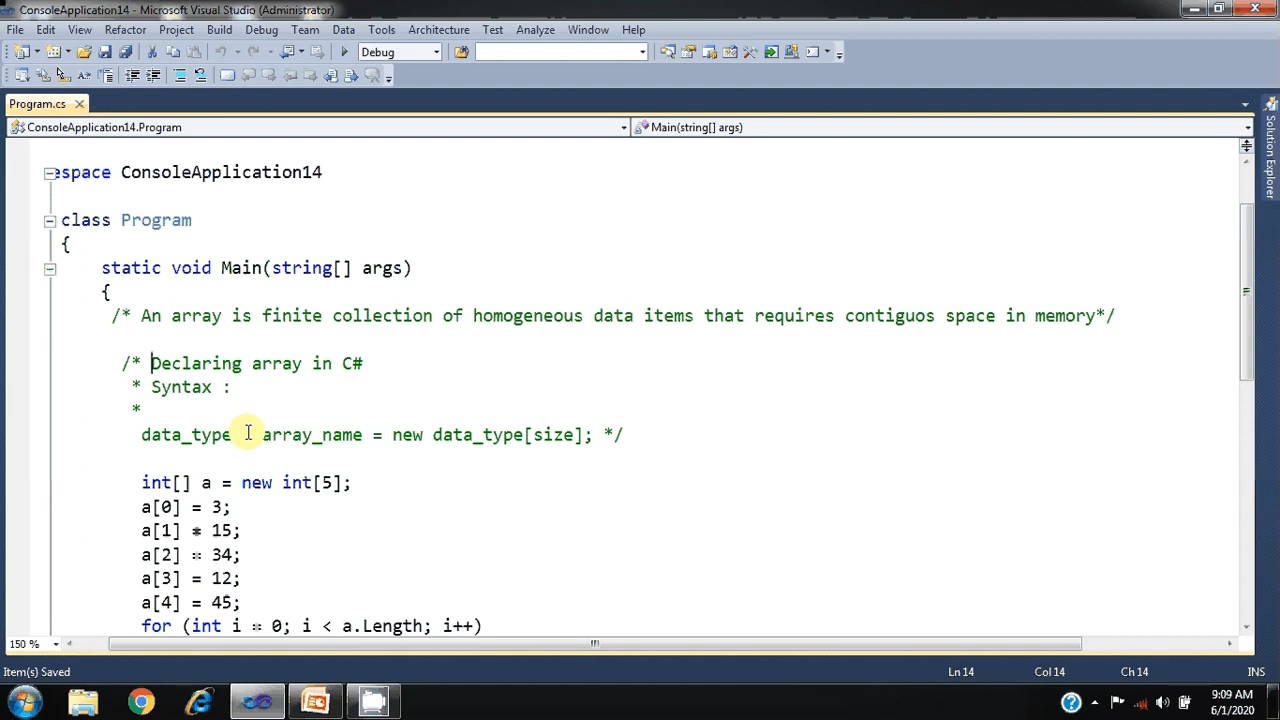 ConsoleApplication14 - Microsoft Visual Studio (Administrator)
File Edit View Refactor Project Build Debug Team Data Tools Architecture Test Analyze Window Help
Debug
Program.cs
Solution Explorer
ConsoleApplication14.Program Main(string[] args)
espace ConsoleApplication14
class Program
{
static void Main(string[] args)
{
/* An array is finite collection of homogeneous data items that requires contiguos space in memory*/
/* Declaring array in C#
* Syntax :
*
data_type array_name = new data_type[size]; */
int[] a = new int[5];
a[0] = 3;
a[1] = 15;
a[2] = 34;
a[3] = 12;
a[4] = 45;
for (int i = 0; i < a.Length; i++)
150 %
Item(s) Saved Ln 14 Col 14 Ch 14 INS
9:09 AM
6/1/2020